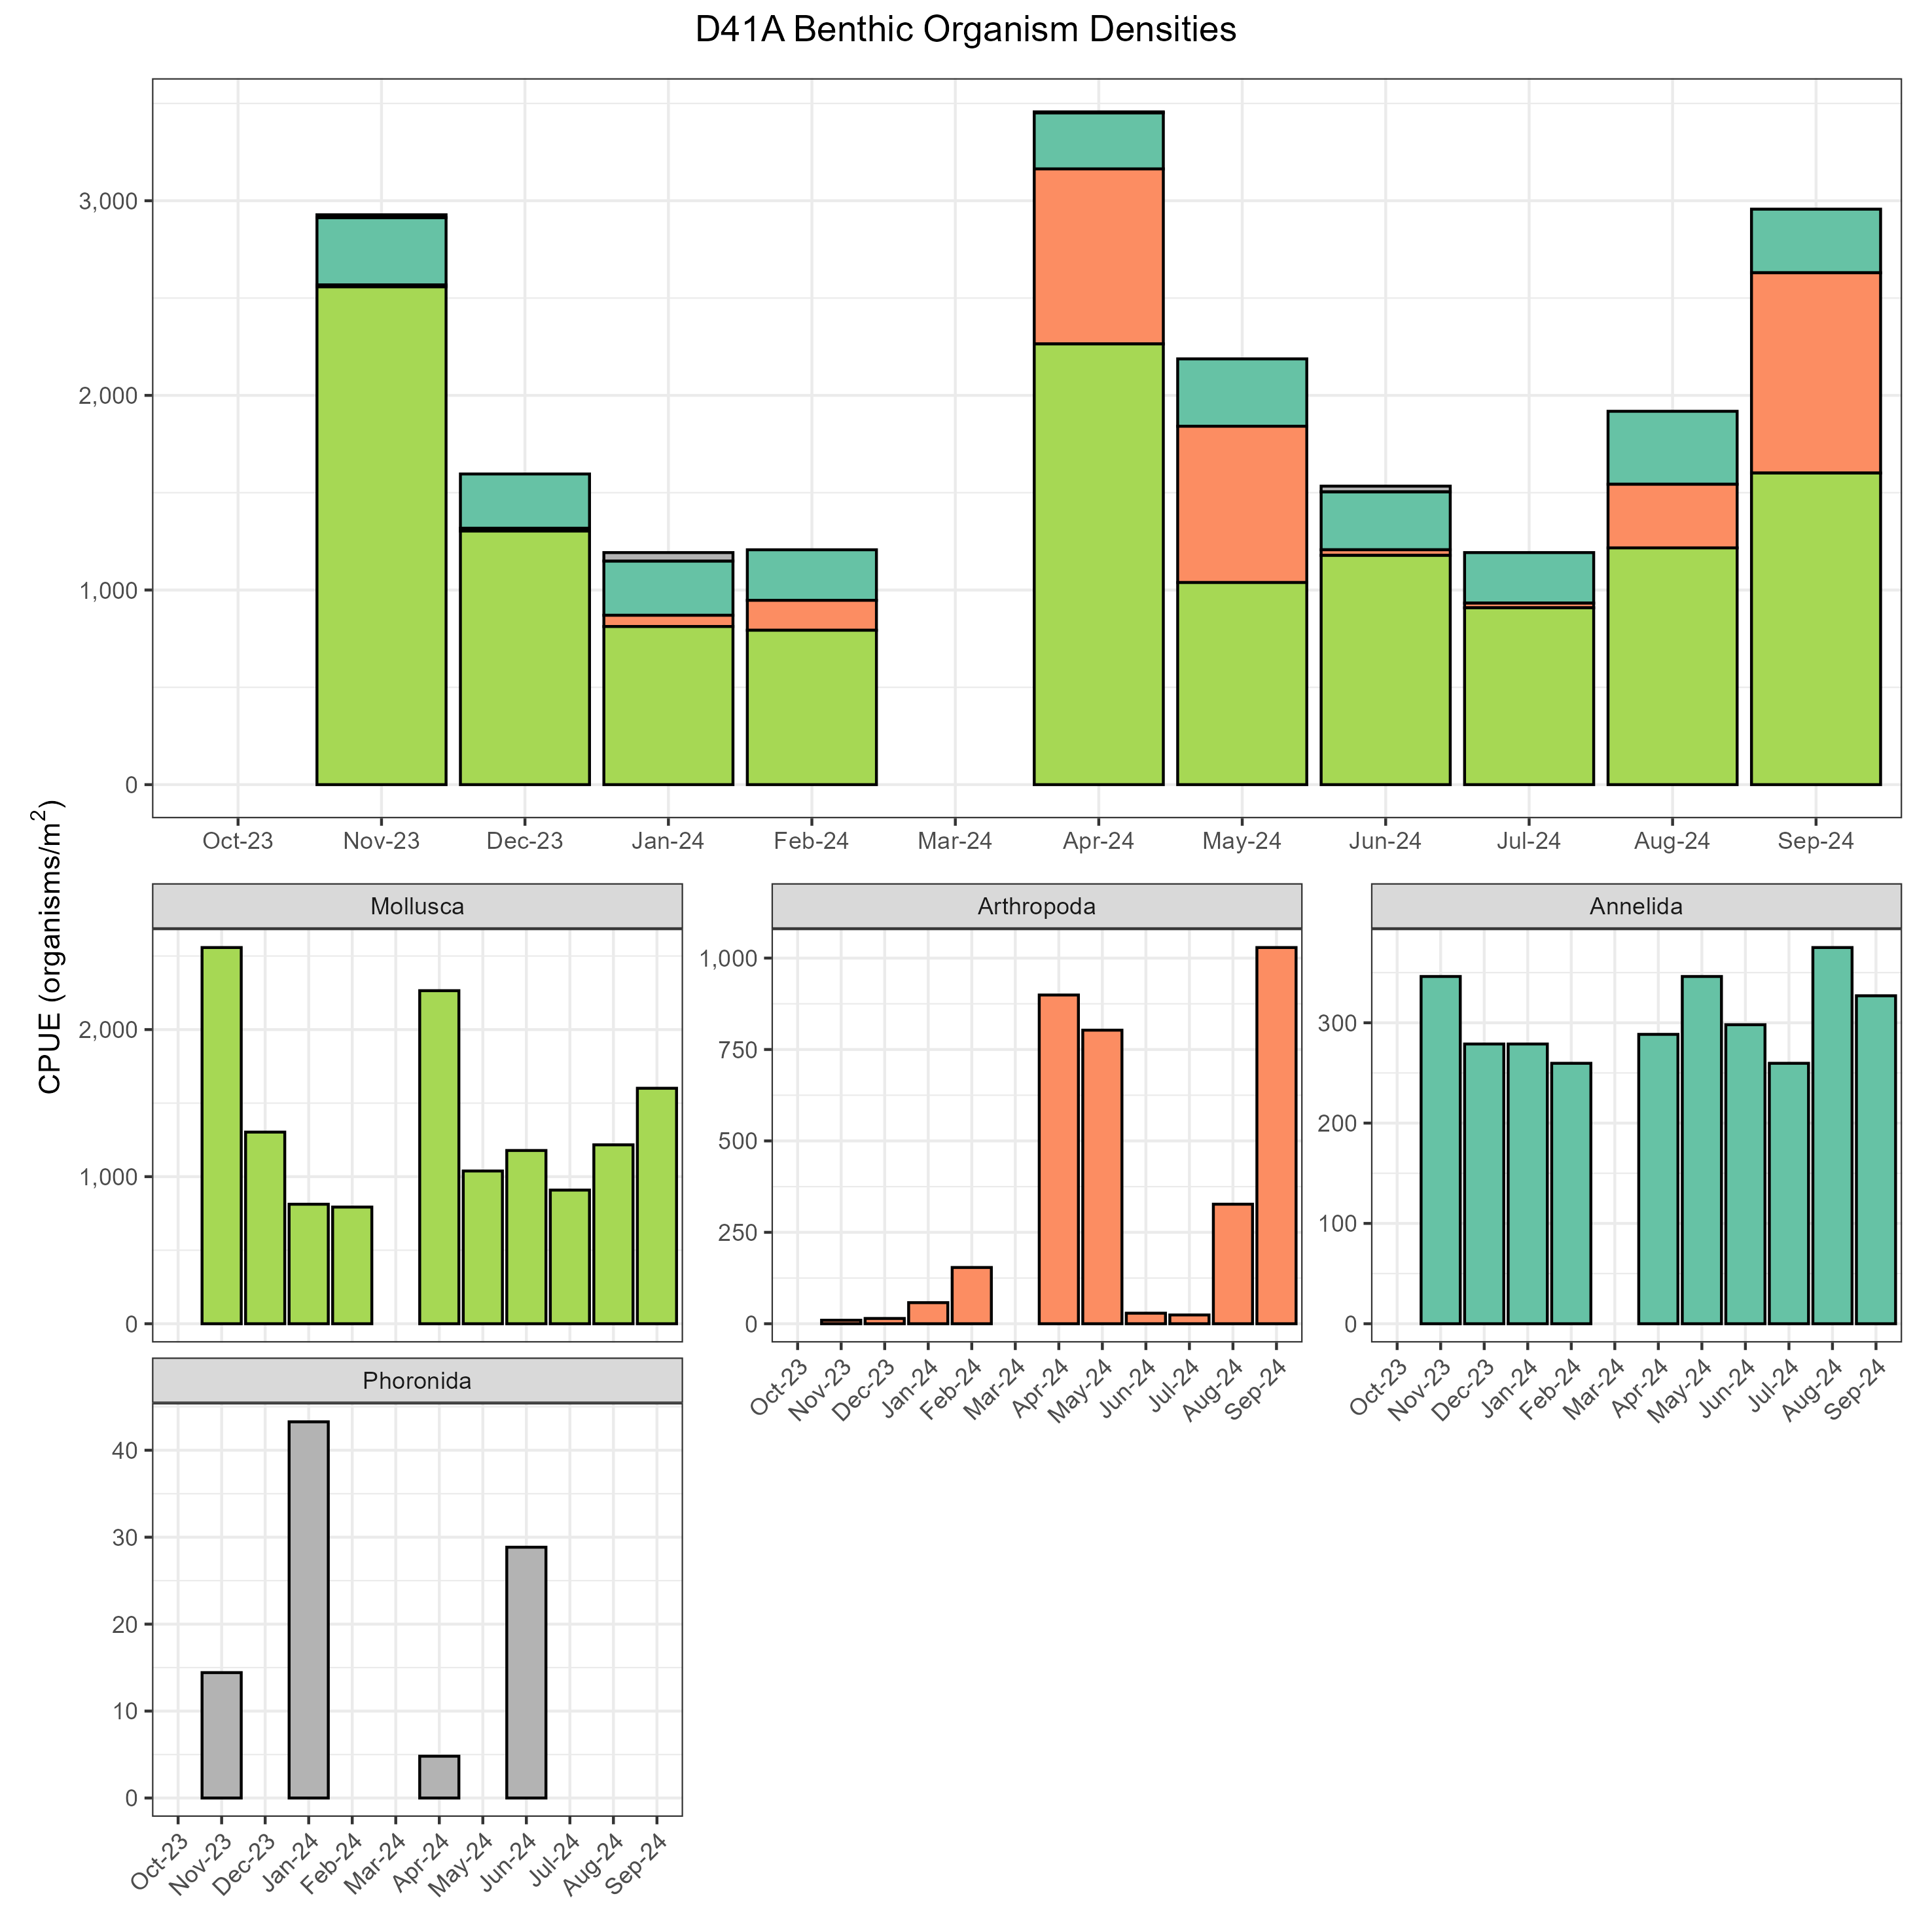 D41A Benthic Organism Densities
CPUE (organisms/m²)
3,000
2,000
1,000
0
Oct-23 Nov-23 Dec-23 Jan-24 Feb-24 Mar-24 Apr-24 May-24 Jun-24 Jul-24 Aug-24 Sep-24
Mollusca
2,000
1,000
0
Arthropoda
1,000
750
500
250
0
Oct-23 Nov-23 Dec-23 Jan-24 Feb-24 Mar-24 Apr-24 May-24 Jun-24 Jul-24 Aug-24 Sep-24
Annelida
300
200
100
0
Oct-23 Nov-23 Dec-23 Jan-24 Feb-24 Mar-24 Apr-24 May-24 Jun-24 Jul-24 Aug-24 Sep-24
Phoronida
40
30
20
10
0
Oct-23 Nov-23 Dec-23 Jan-24 Feb-24 Mar-24 Apr-24 May-24 Jun-24 Jul-24 Aug-24 Sep-24